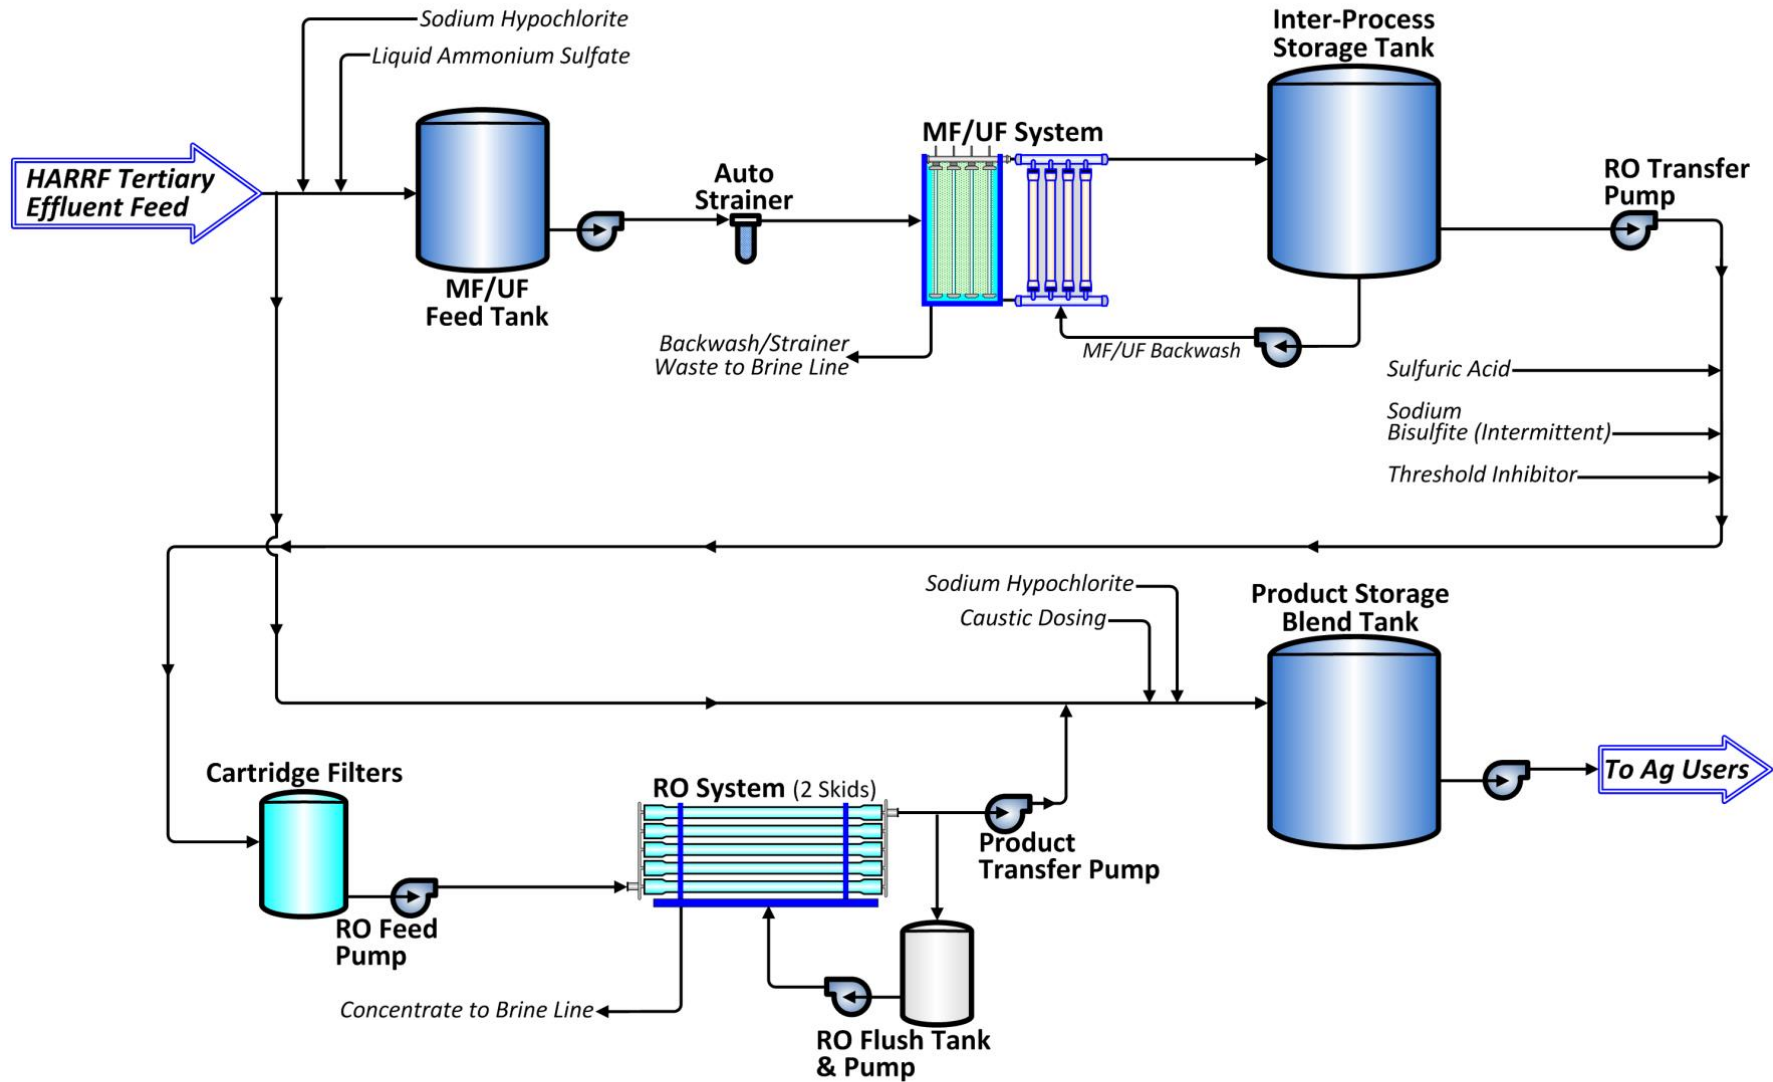 Sodium Hypochlorite
Liquid Ammonium Sulfate
HARRF Tertiary
Effluent Feed
MF/UF
Feed Tank
Auto
Strainer
MF/UF System
Backwash/Strainer
Waste to Brine Line
MF/UF Backwash
Inter-Process
Storage Tank
RO Transfer
Pump
Sulfuric Acid
Sodium
Bisulfite (Intermittent)
Threshold Inhibitor
Sodium Hypochlorite
Caustic Dosing
Product Storage
Blend Tank
To Ag Users
Cartridge Filters
RO Feed
Pump
RO System (2 Skids)
Product
Transfer Pump
Concentrate to Brine Line
RO Flush Tank
& Pump